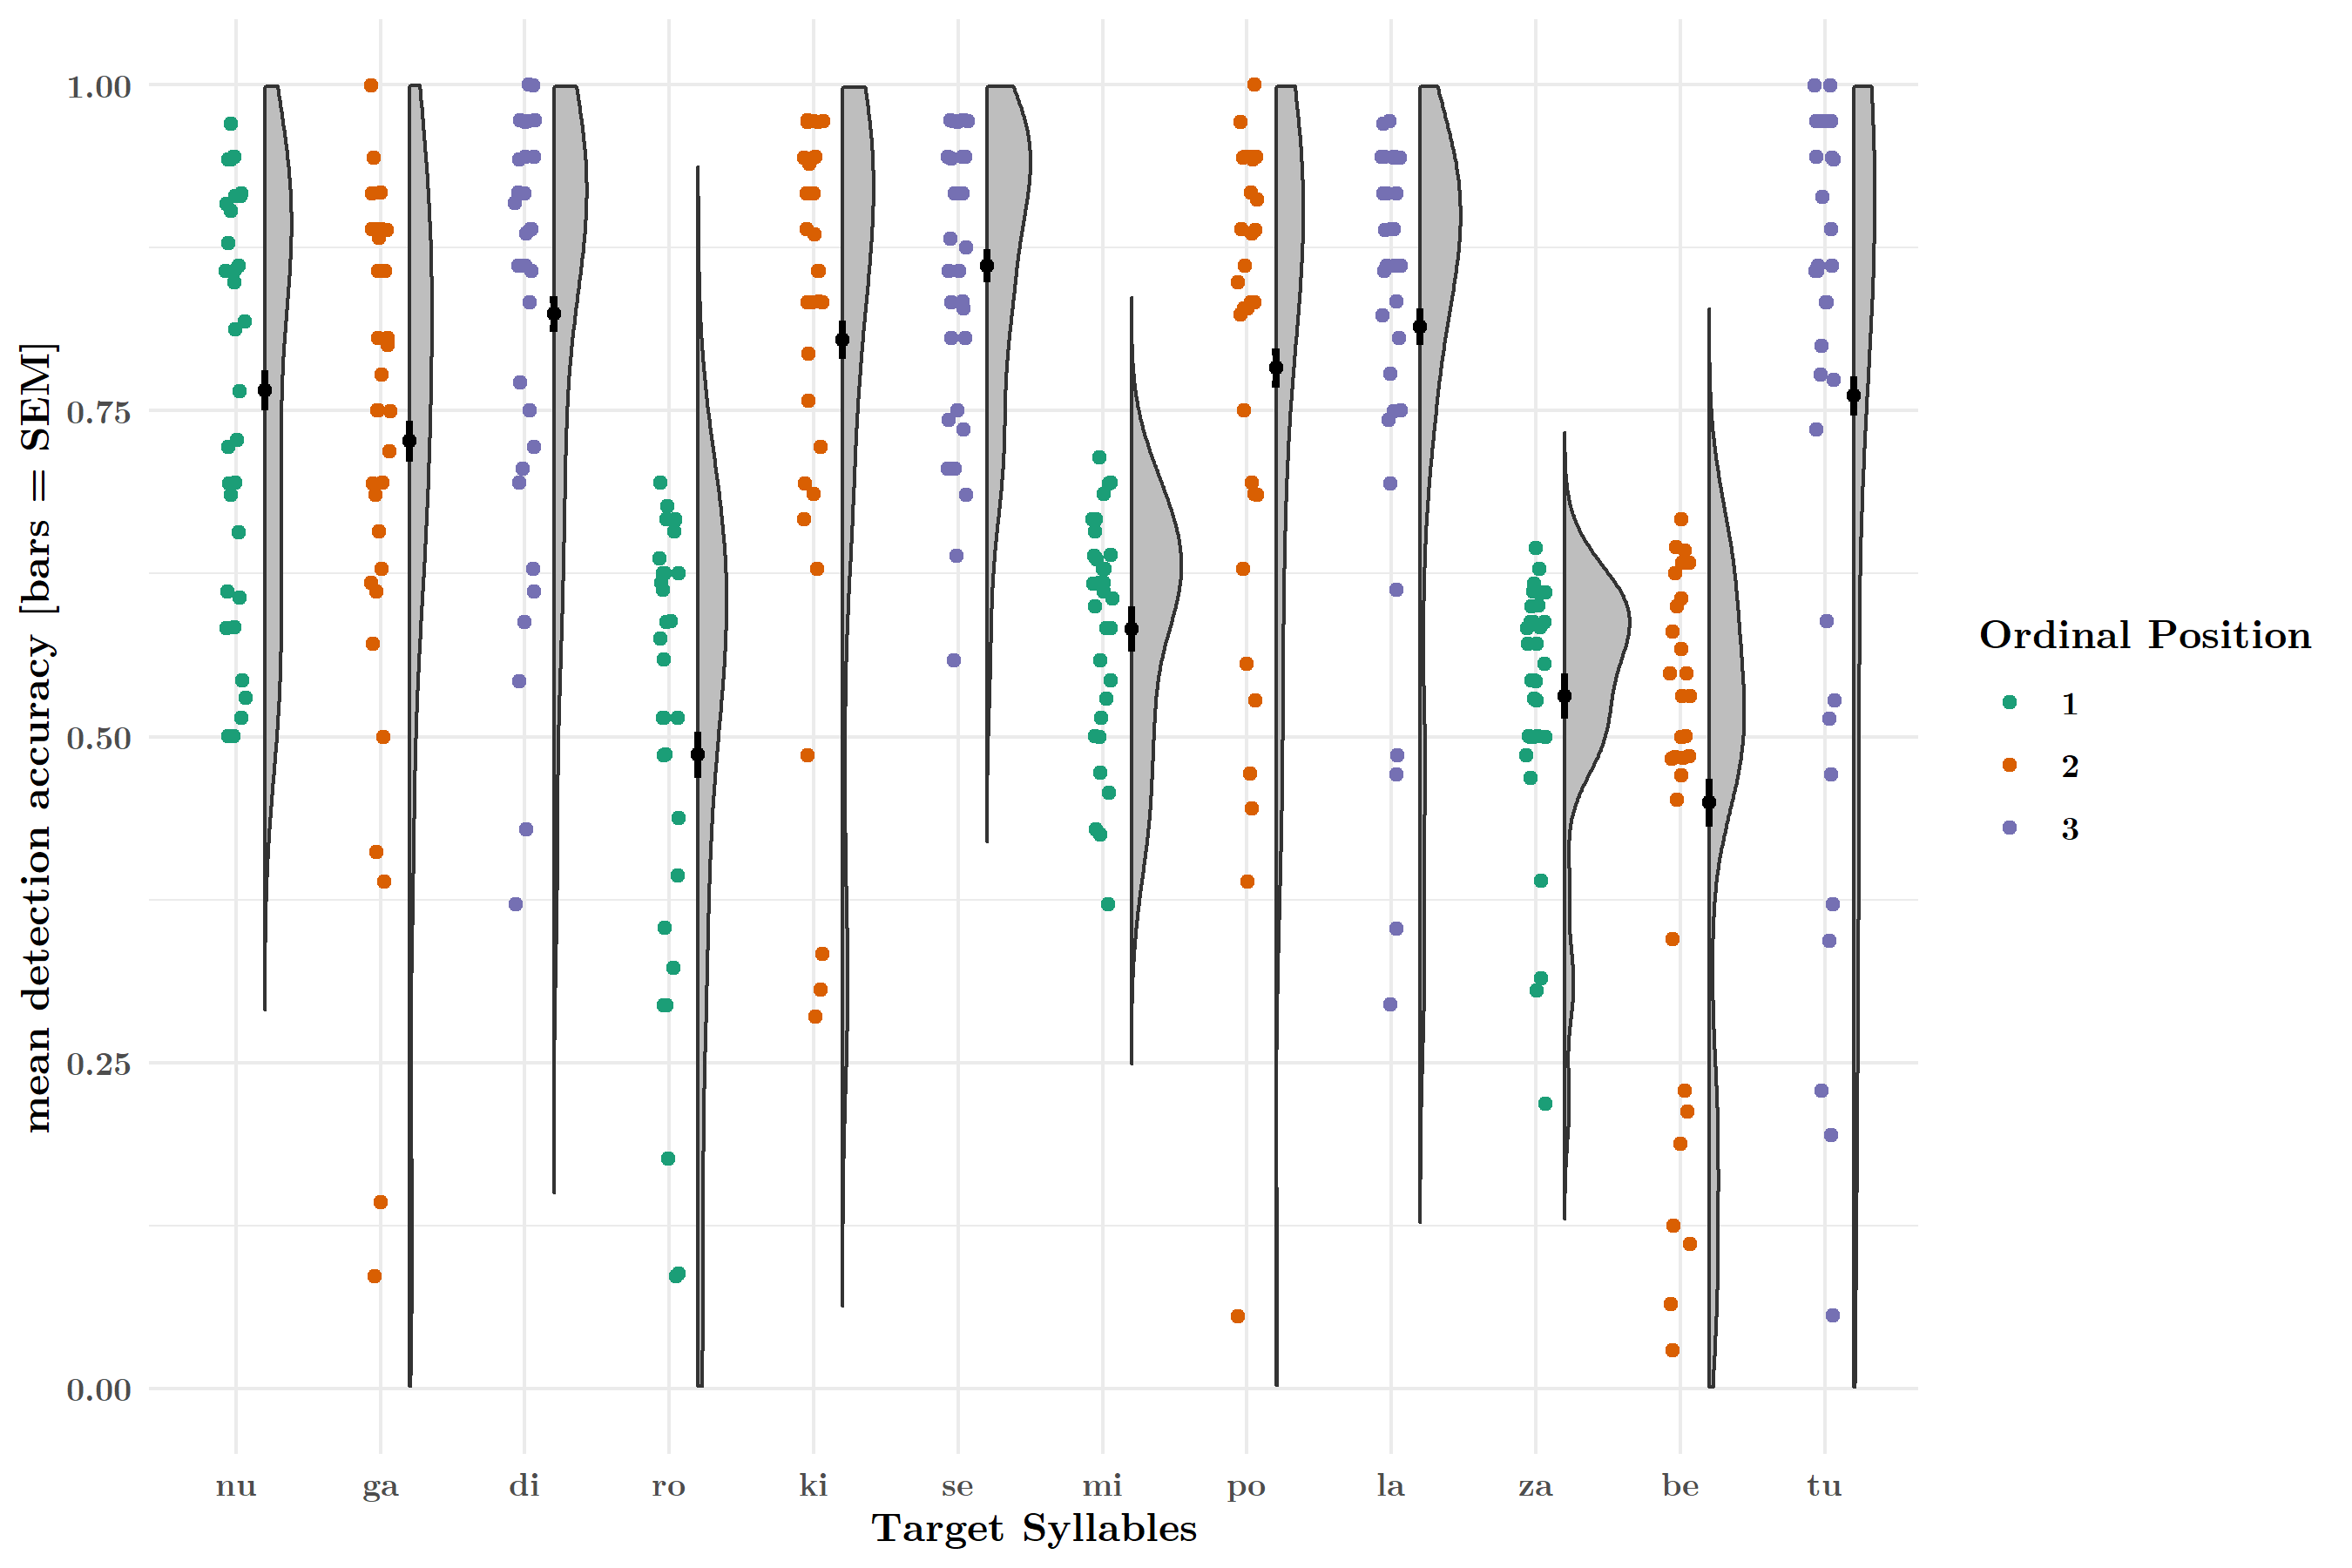 mean detection accuracy [bars = SEM]
1.00
0.75
0.50
0.25
0.00
nu ga di ro ki se mi po la za be tu
Target Syllables
Ordinal Position
1
2
3